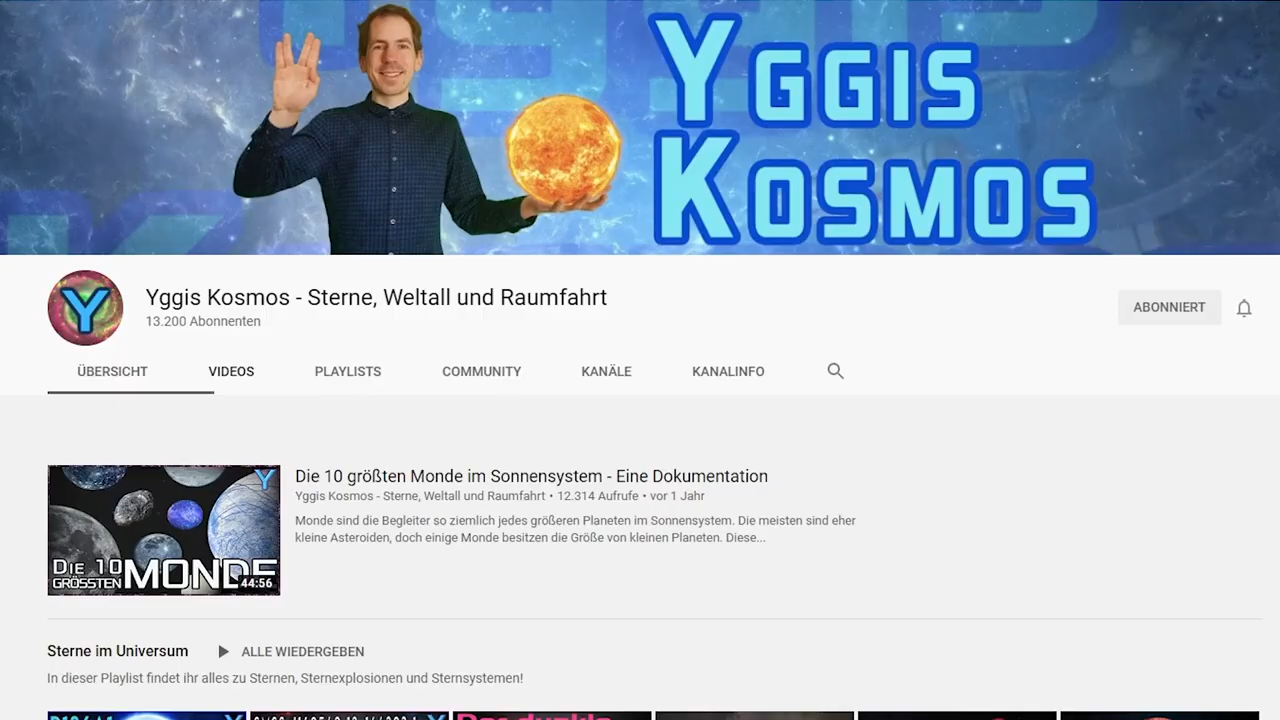 YGGIS
KOSMOS
Y
Yggis Kosmos - Sterne, Weltall und Raumfahrt
13.200 Abonnenten
ABONNIERT
ÜBERSICHT VIDEOS PLAYLISTS COMMUNITY KANÄLE KANALINFO
Y
DIE 10
GRÖSSTEN MONDE
44:56
Die 10 größten Monde im Sonnensystem - Eine Dokumentation
Yggis Kosmos - Sterne, Weltall und Raumfahrt • 12.314 Aufrufe • vor 1 Jahr
Monde sind die Begleiter so ziemlich jedes größeren Planeten im Sonnensystem. Die meisten sind eher
kleine Asteroiden, doch einige Monde besitzen die Größe von kleinen Planeten. Diese...
Sterne im Universum ALLE WIEDERGEBEN
In dieser Playlist findet ihr alles zu Sternen, Sternexplosionen und Sternsystemen!